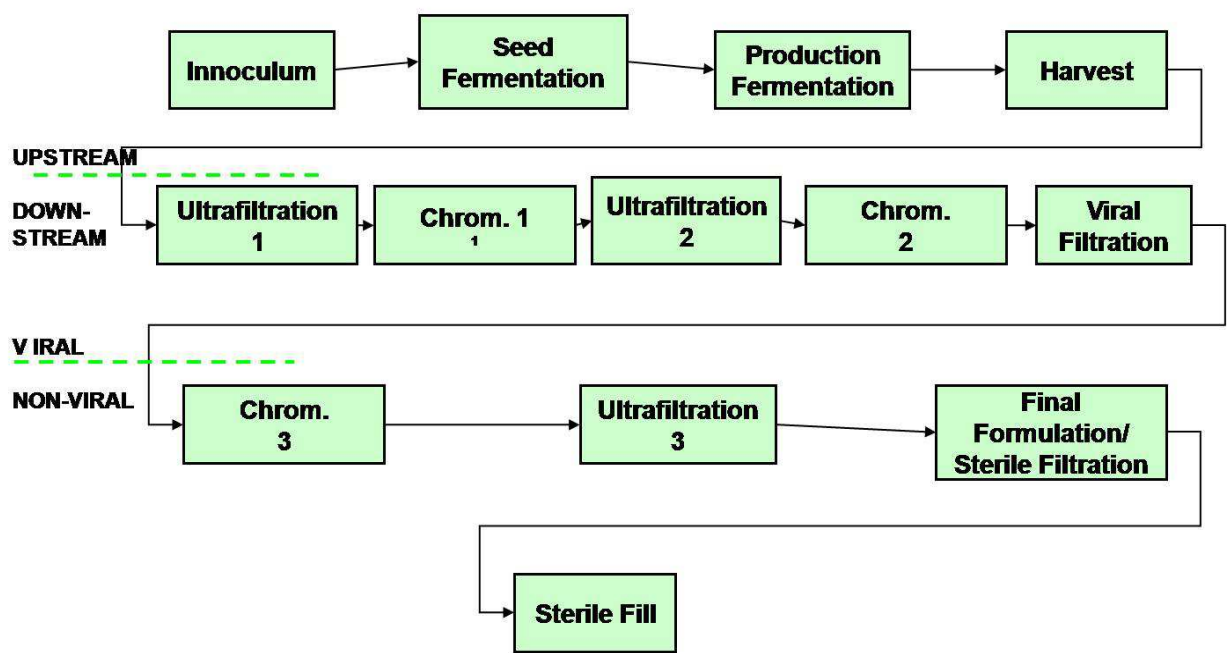 Innoculum
Seed
Fermentation
Production
Fermentation
Harvest
UPSTREAM
DOWN-
STREAM
Ultrafiltration
1
Chrom. 1
1
Ultrafiltration
2
Chrom.
2
Viral
Filtration
V IRAL
NON-VIRAL
Chrom.
3
Ultrafiltration
3
Final
Formulation/
Sterile Filtration
Sterile Fill